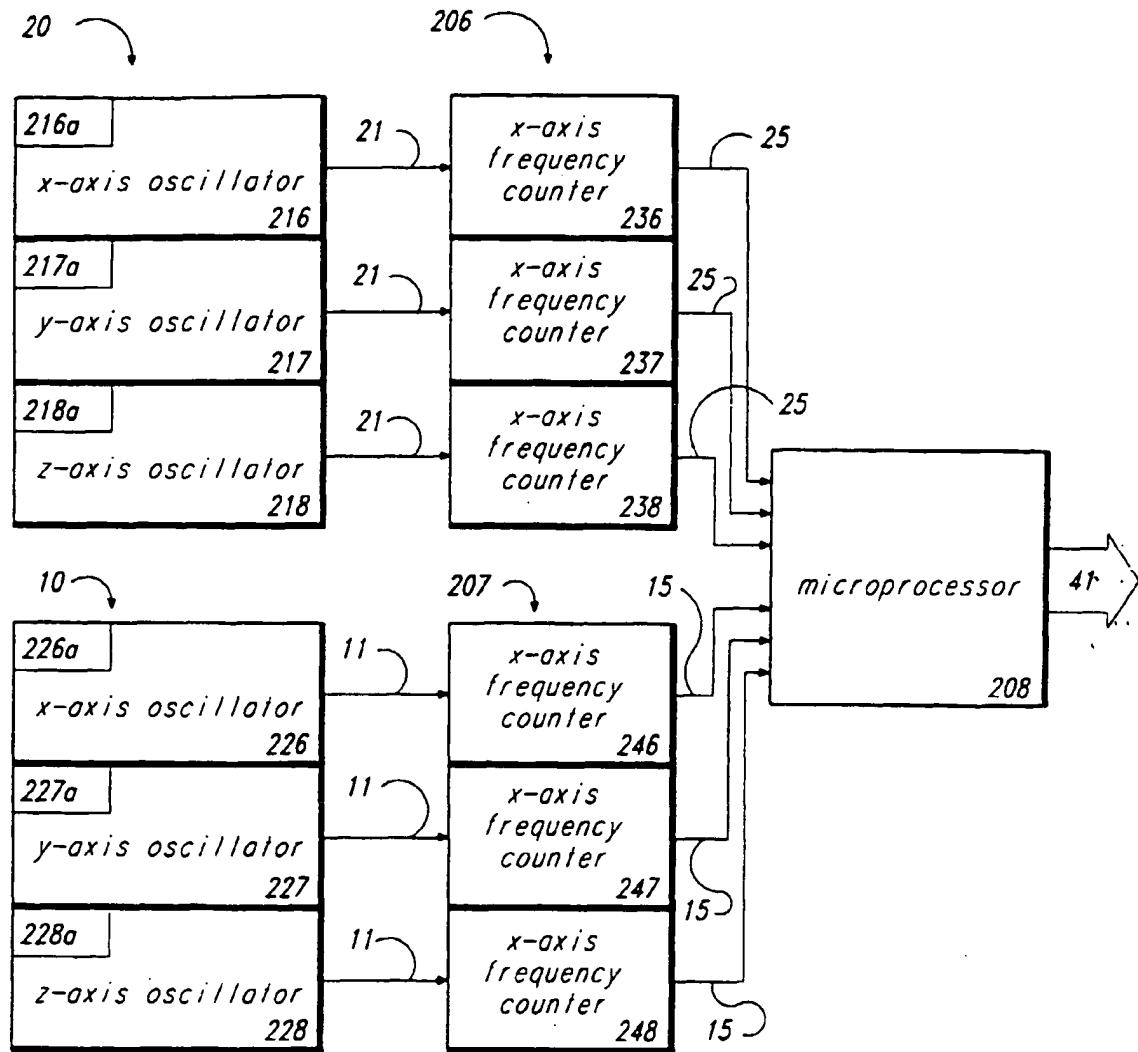 20
206
216a
x-axis oscillator
216
21
x-axis
frequency
counter
236
25
217a
y-axis oscillator
217
21
x-axis
frequency
counter
237
25
218a
z-axis oscillator
218
21
x-axis
frequency
counter
238
25
microprocessor
208
41
10
207
226a
x-axis oscillator
226
11
x-axis
frequency
counter
246
15
227a
y-axis oscillator
227
11
x-axis
frequency
counter
247
15
228a
z-axis oscillator
228
11
x-axis
frequency
counter
248
15